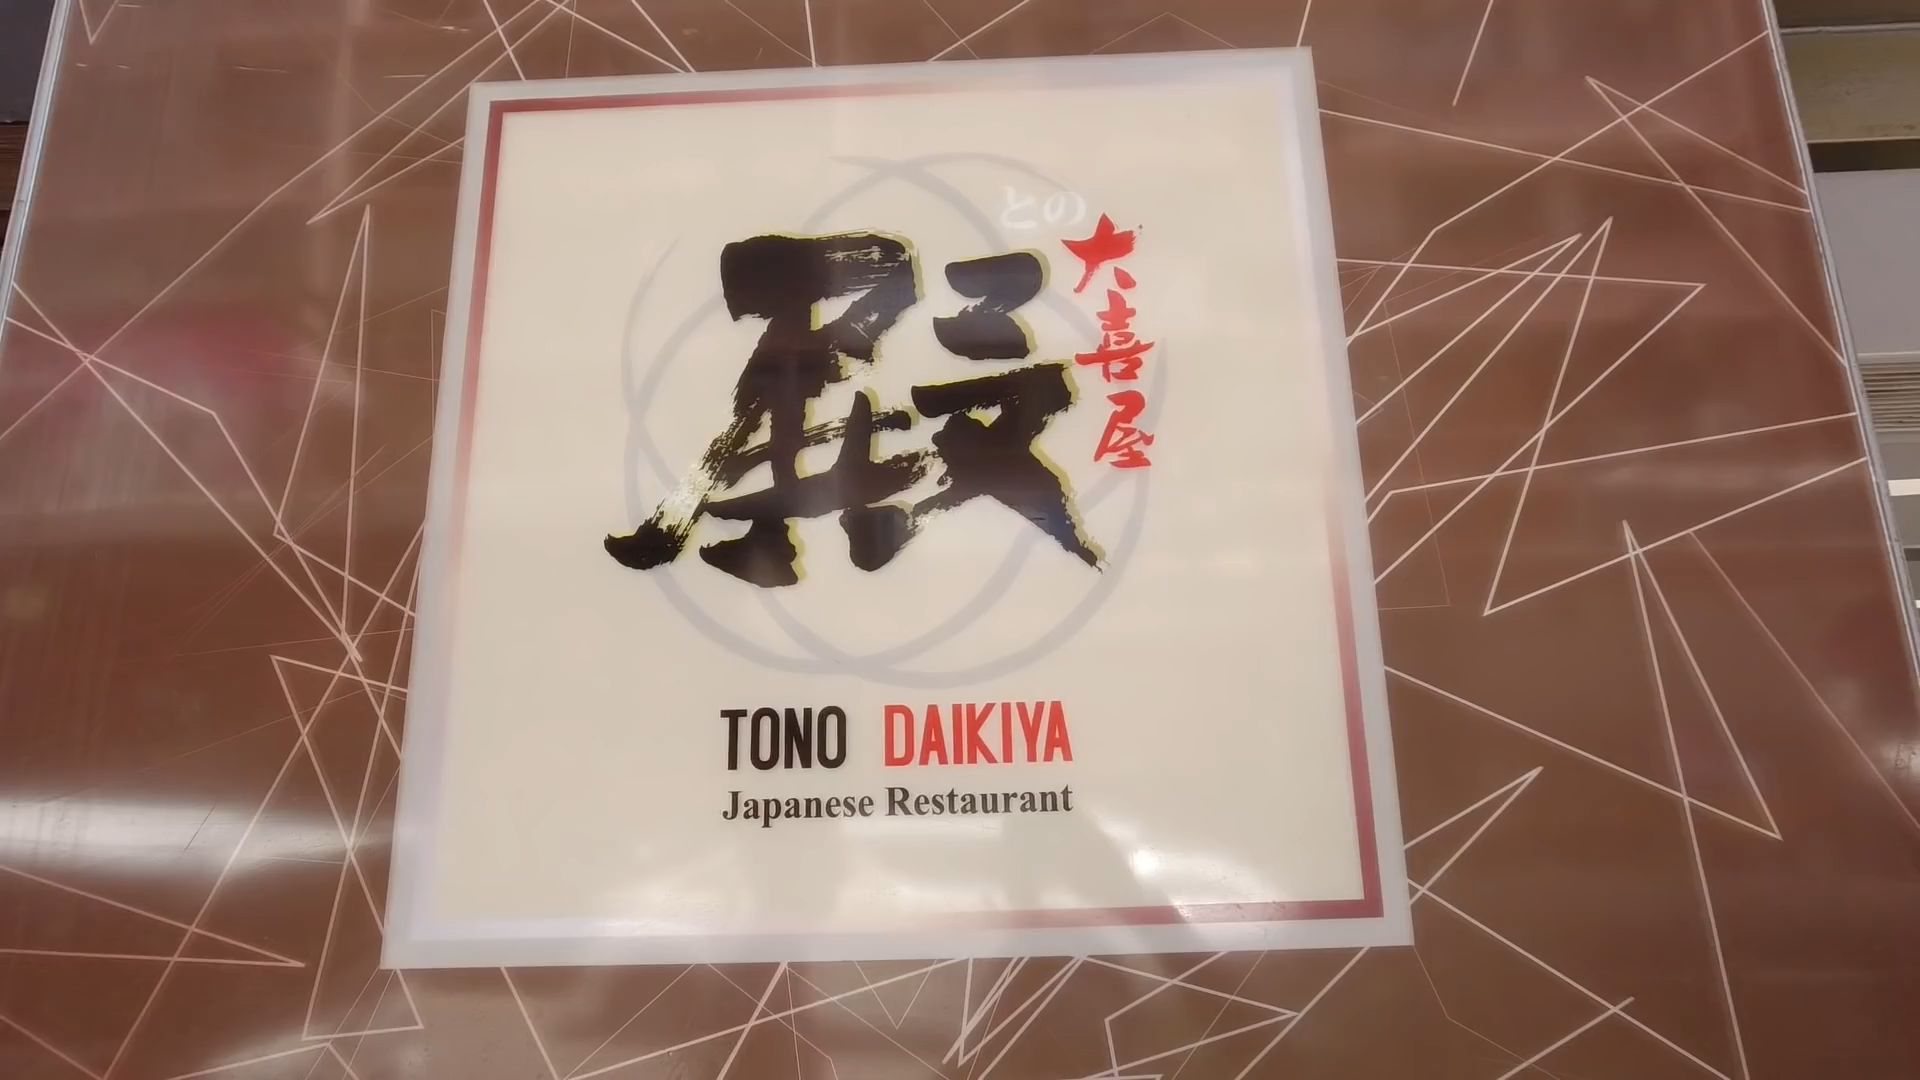 との
殿
大喜屋
TONO DAIKIYA
Japanese Restaurant